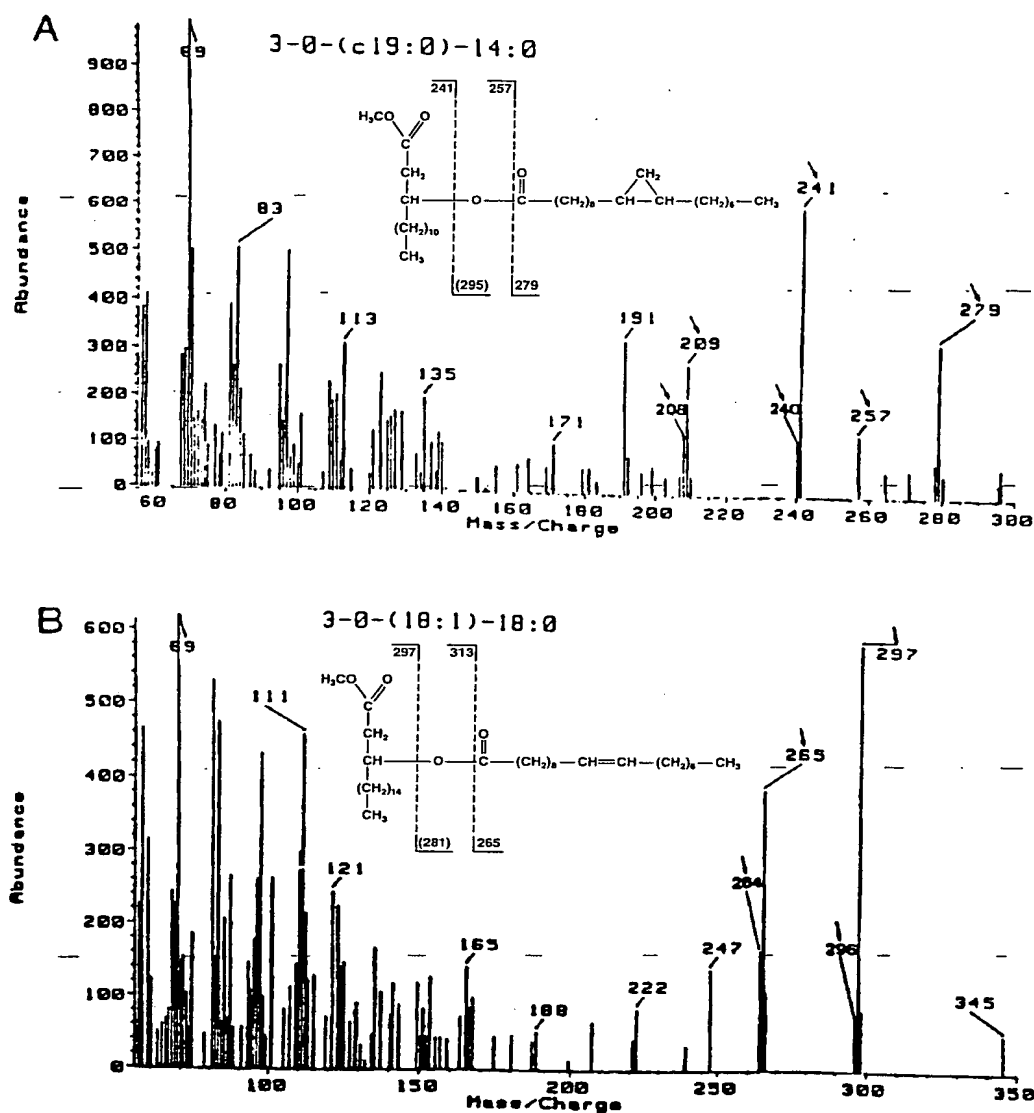 A
3-0-(c19:0)-14:0
Abundance
900
800
700
600
500
400
300
200
100
0
69
83
113
135
171
191
208
209
240
241
257
279
241 257
H₃CO O
C
CH₂
CH O C (CH₂)₈ (CH₂)₆ CH₃
O
CH₂
(CH₂)₁₀
CH₃
(295) 279
60 80 100 120 140 160 180 200 220 240 260 280 300
Mass/Charge
B
3-0-(18:1)-18:0
Abundance
600
500
400
300
200
100
0
69
111
121
165
188
222
247
264
265
296
297
345
297 313
H₃CO O
C
CH₂
CH O C (CH₂)₈—CH=CH—(CH₂)₆—CH₃
O
(CH₂)₁₄
CH₃
(281) 265
100 150 200 250 300 350
Mass/Charge